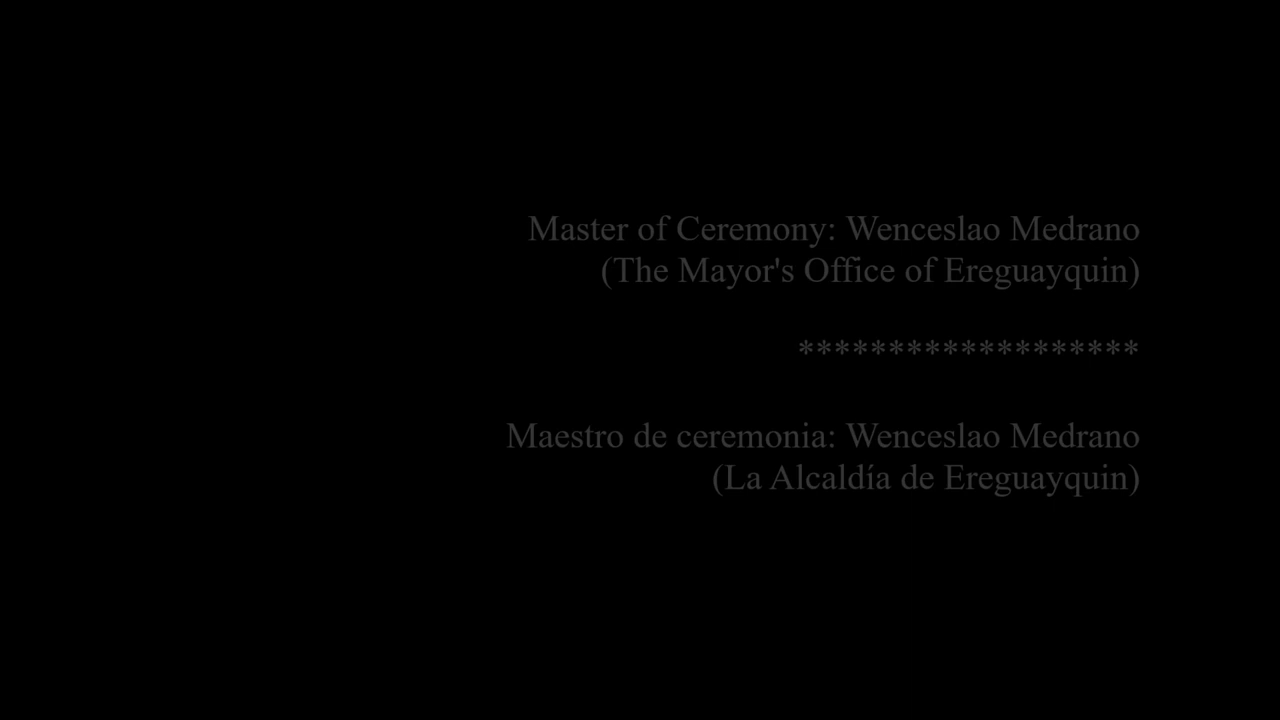 Master of Ceremony: Wenceslao Medrano
(The Mayor's Office of Ereguayquin)
*******************
Maestro de ceremonia: Wenceslao Medrano
(La Alcaldía de Ereguayquin)